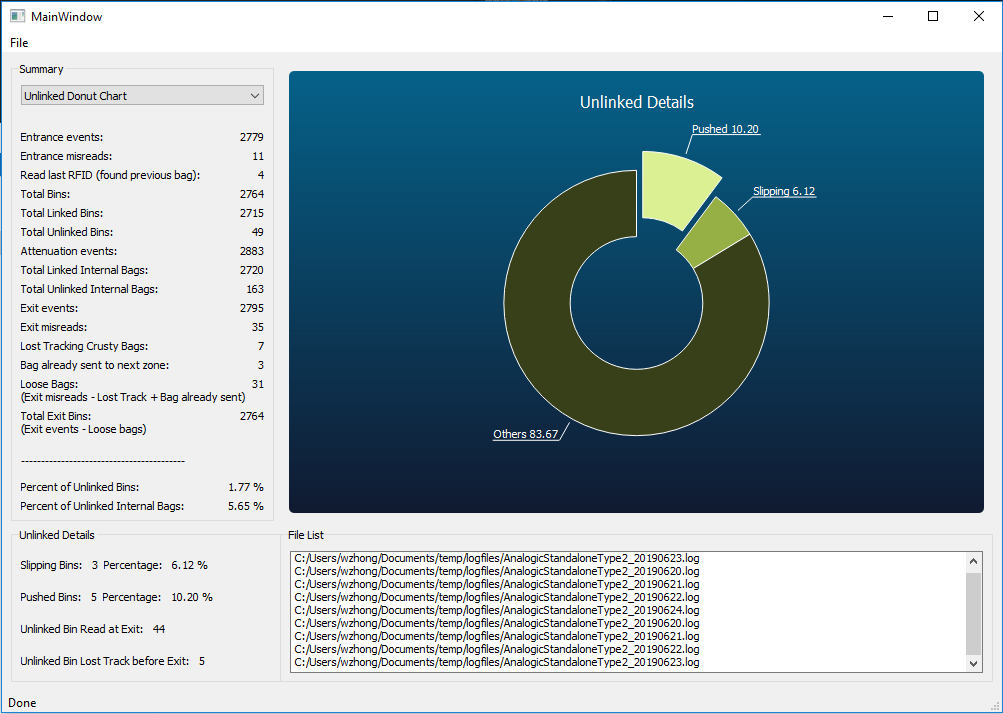 MainWindow
File
Summary
Unlinked Donut Chart
Entrance events: 2779
Entrance misreads: 11
Read last RFID (found previous bag): 4
Total Bins: 2764
Total Linked Bins: 2715
Total Unlinked Bins: 49
Attenuation events: 2883
Total Linked Internal Bags: 2720
Total Unlinked Internal Bags: 163
Exit events: 2795
Exit misreads: 35
Lost Tracking Crusty Bags: 7
Bag already sent to next zone: 3
Loose Bags: 31
(Exit misreads - Lost Track + Bag already sent)
Total Exit Bins: 2764
(Exit events - Loose bags)
-----------------------------------------
Percent of Unlinked Bins: 1.77 %
Percent of Unlinked Internal Bags: 5.65 %
Unlinked Details
Pushed 10.20
Slipping 6.12
Others 83.67
Unlinked Details
Slipping Bins: 3 Percentage: 6.12 %
Pushed Bins: 5 Percentage: 10.20 %
Unlinked Bin Read at Exit: 44
Unlinked Bin Lost Track before Exit: 5
File List
C:/Users/wzhong/Documents/temp/logfiles/AnalogicStandaloneType2_20190623.log
C:/Users/wzhong/Documents/temp/logfiles/AnalogicStandaloneType2_20190620.log
C:/Users/wzhong/Documents/temp/logfiles/AnalogicStandaloneType2_20190621.log
C:/Users/wzhong/Documents/temp/logfiles/AnalogicStandaloneType2_20190622.log
C:/Users/wzhong/Documents/temp/logfiles/AnalogicStandaloneType2_20190624.log
C:/Users/wzhong/Documents/temp/logfiles/AnalogicStandaloneType2_20190620.log
C:/Users/wzhong/Documents/temp/logfiles/AnalogicStandaloneType2_20190621.log
C:/Users/wzhong/Documents/temp/logfiles/AnalogicStandaloneType2_20190622.log
C:/Users/wzhong/Documents/temp/logfiles/AnalogicStandaloneType2_20190623.log
Done